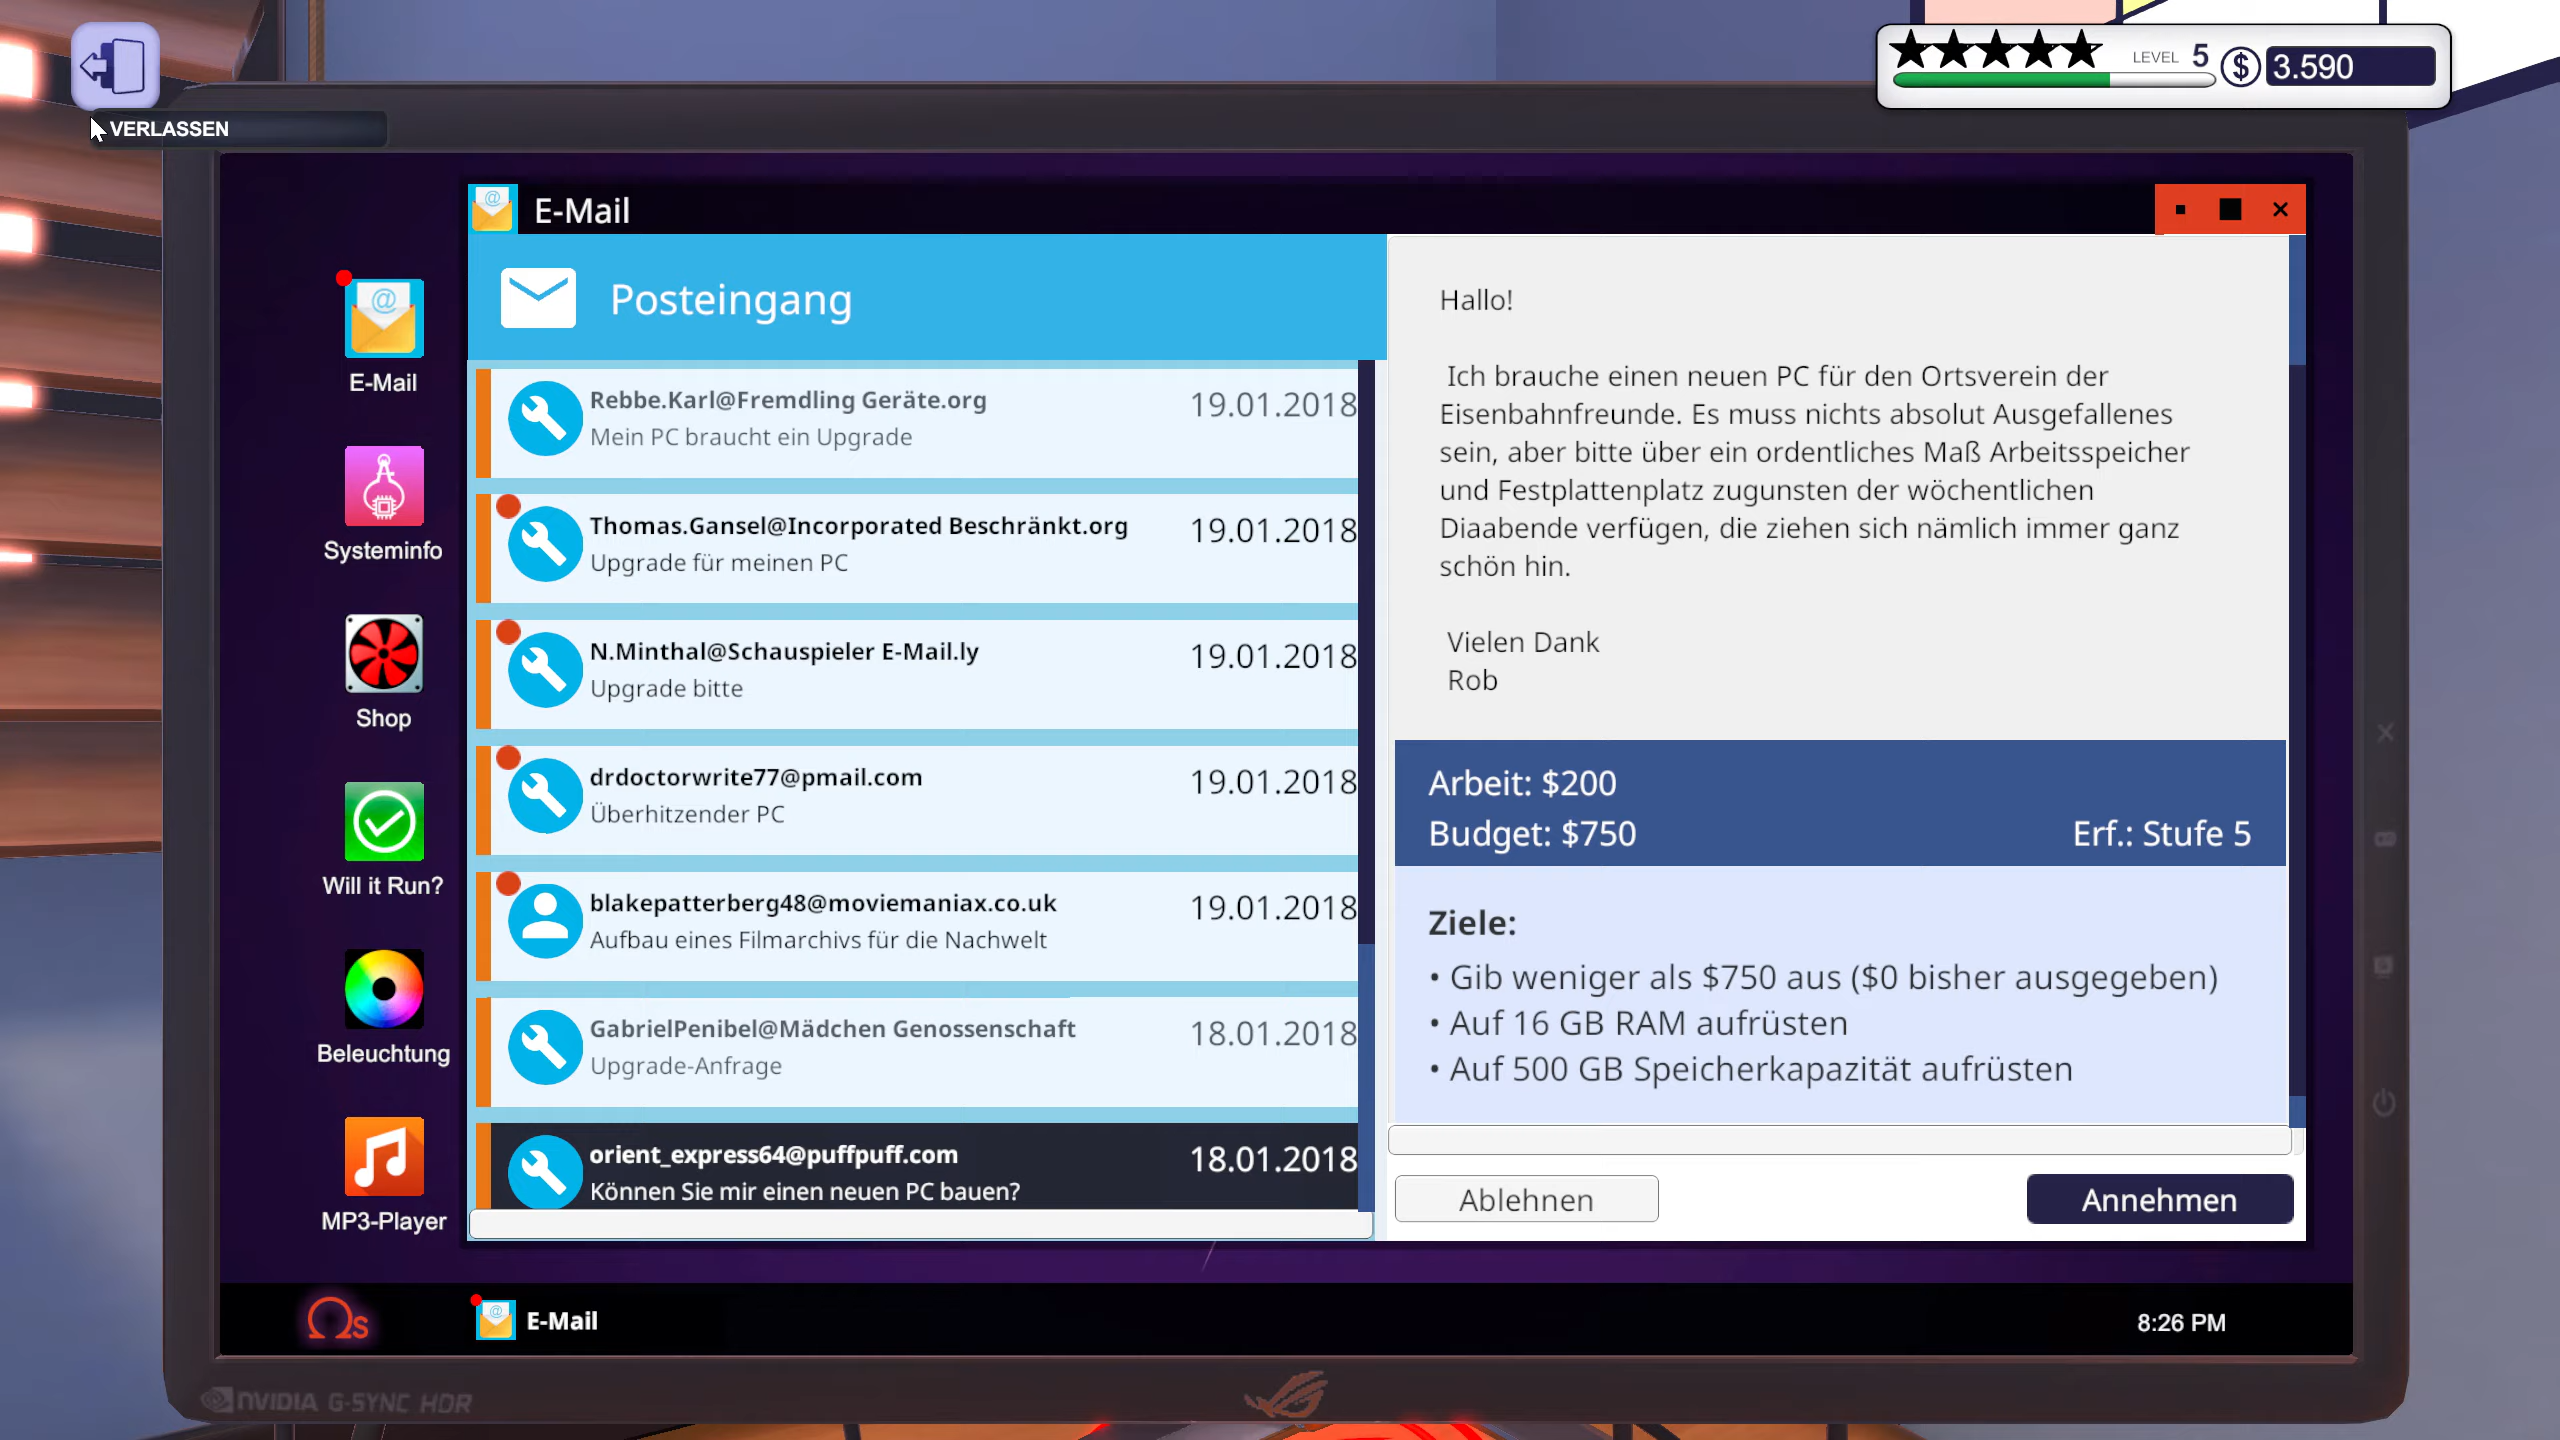 VERLASSEN
LEVEL 5
$ 3.590
E-Mail
Posteingang
E-Mail
Systeminfo
Shop
Will it Run?
Beleuchtung
MP3-Player
Rebbe.Karl@Fremdling Geräte.org 19.01.2018
Mein PC braucht ein Upgrade
Thomas.Gansel@Incorporated Beschränkt.org 19.01.2018
Upgrade für meinen PC
N.Minthal@Schauspieler E-Mail.ly 19.01.2018
Upgrade bitte
drdoctorwrite77@pmail.com 19.01.2018
Überhitzender PC
blakepatterberg48@moviemaniax.co.uk 19.01.2018
Aufbau eines Filmarchivs für die Nachwelt
GabrielPenibel@Mädchen Genossenschaft 18.01.2018
Upgrade-Anfrage
orient_express64@puffpuff.com 18.01.2018
Können Sie mir einen neuen PC bauen?
Hallo!
Ich brauche einen neuen PC für den Ortsverein der
Eisenbahnfreunde. Es muss nichts absolut Ausgefallenes
sein, aber bitte über ein ordentliches Maß Arbeitsspeicher
und Festplattenplatz zugunsten der wöchentlichen
Diaabende verfügen, die ziehen sich nämlich immer ganz
schön hin.
Vielen Dank
Rob
Arbeit: $200
Budget: $750 Erf.: Stufe 5
Ziele:
• Gib weniger als $750 aus ($0 bisher ausgegeben)
• Auf 16 GB RAM aufrüsten
• Auf 500 GB Speicherkapazität aufrüsten
Ablehnen
Annehmen
Ωs
E-Mail
8:26 PM
NVIDIA G-SYNC HDR